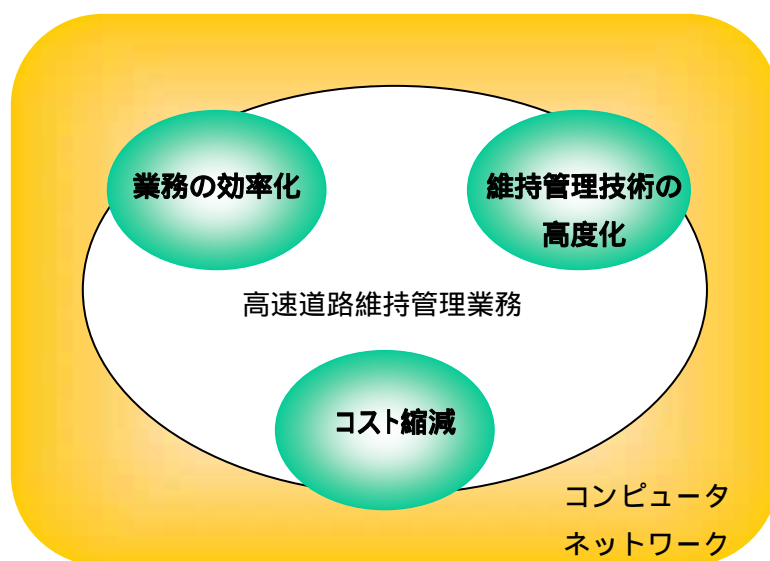 業務の効率化
維持管理技術の
高度化
高速道路維持管理業務
コスト縮減
コンピュータ
ネットワーク